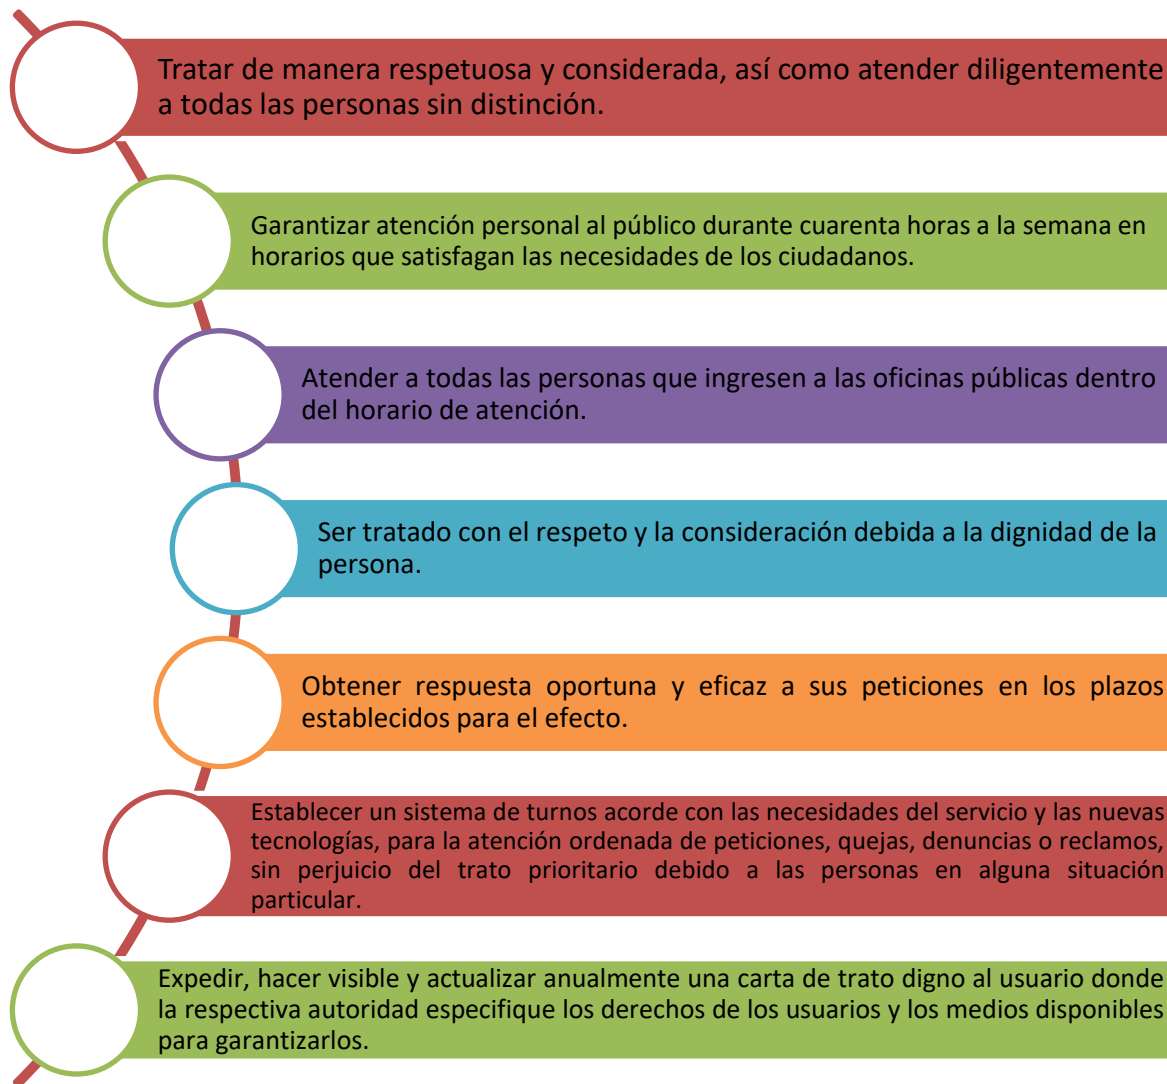 Tratar de manera respetuosa y considerada, así como atender diligentemente
a todas las personas sin distinción.
Garantizar atención personal al público durante cuarenta horas a la semana en
horarios que satisfagan las necesidades de los ciudadanos.
Atender a todas las personas que ingresen a las oficinas públicas dentro
del horario de atención.
Ser tratado con el respeto y la consideración debida a la dignidad de la
persona.
Obtener respuesta oportuna y eficaz a sus peticiones en los plazos
establecidos para el efecto.
Establecer un sistema de turnos acorde con las necesidades del servicio y las nuevas
tecnologías, para la atención ordenada de peticiones, quejas, denuncias o reclamos,
sin perjuicio del trato prioritario debido a las personas en alguna situación
particular.
Expedir, hacer visible y actualizar anualmente una carta de trato digno al usuario donde
la respectiva autoridad especifique los derechos de los usuarios y los medios disponibles
para garantizarlos.